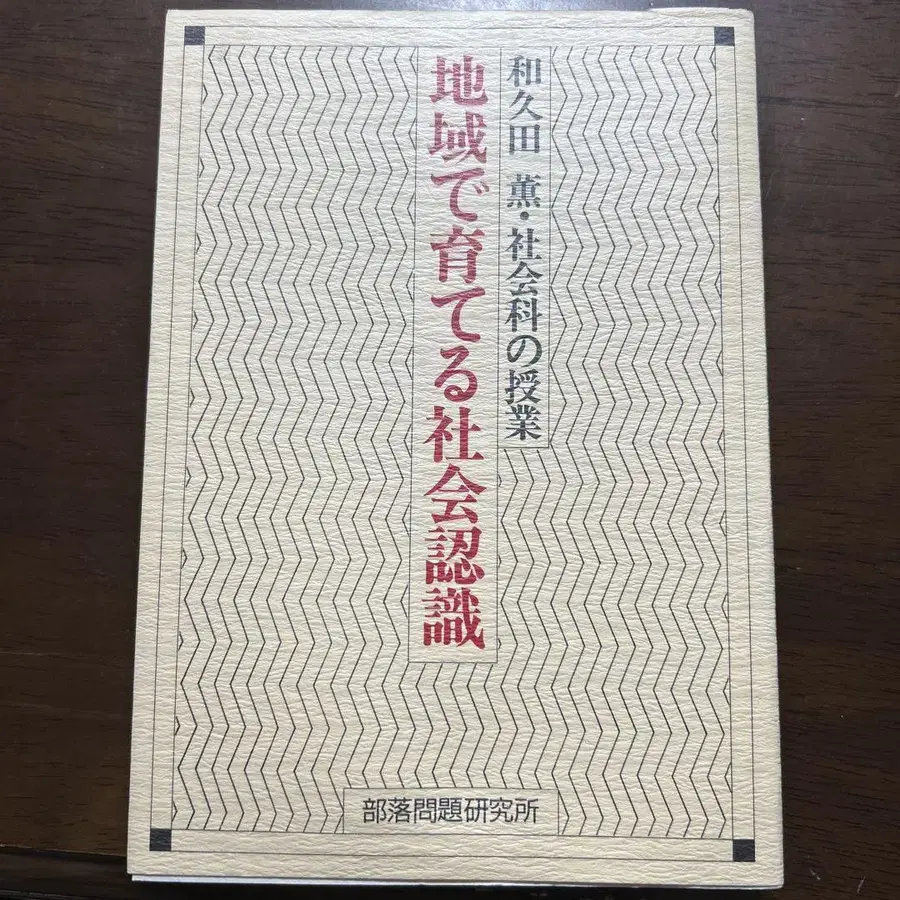 和久田 薫・社会科の授業
地域で育てる社会認識
部落問題研究所